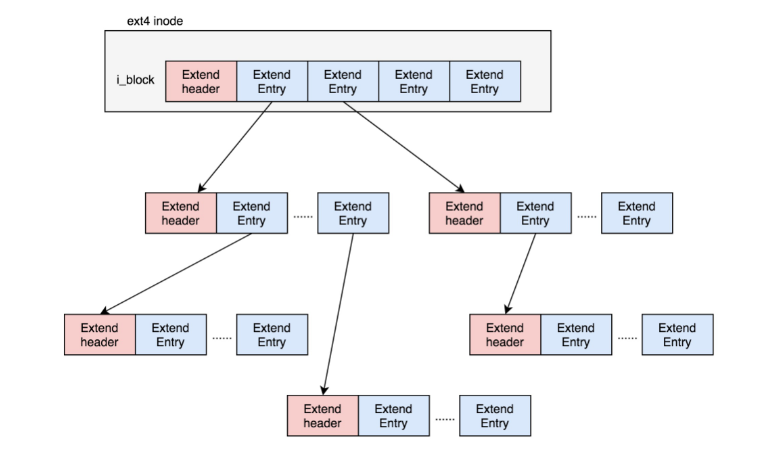 ext4 inode
i_block
Extend header
Extend Entry
Extend Entry
Extend Entry
Extend Entry
Extend header
Extend Entry
......
Extend Entry
Extend header
Extend Entry
......
Extend Entry
Extend header
Extend Entry
......
Extend Entry
Extend header
Extend Entry
......
Extend Entry
Extend header
Extend Entry
......
Extend Entry